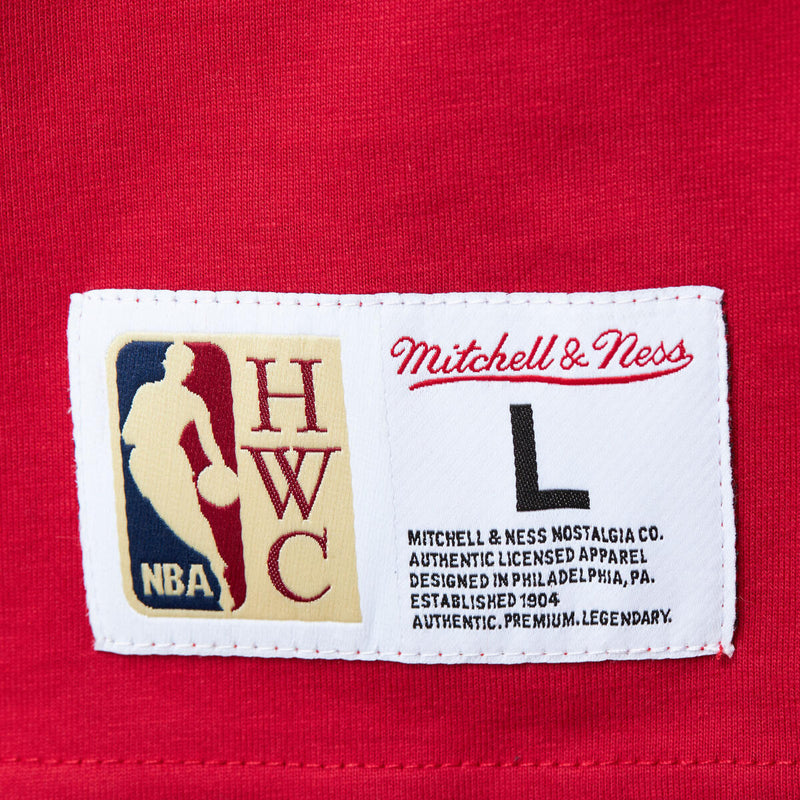 NBA
H
W
C
Mitchell & Ness
L
MITCHELL & NESS NOSTALGIA CO.
AUTHENTIC LICENSED APPAREL
DESIGNED IN PHILADELPHIA, PA.
ESTABLISHED 1904
AUTHENTIC. PREMIUM. LEGENDARY.